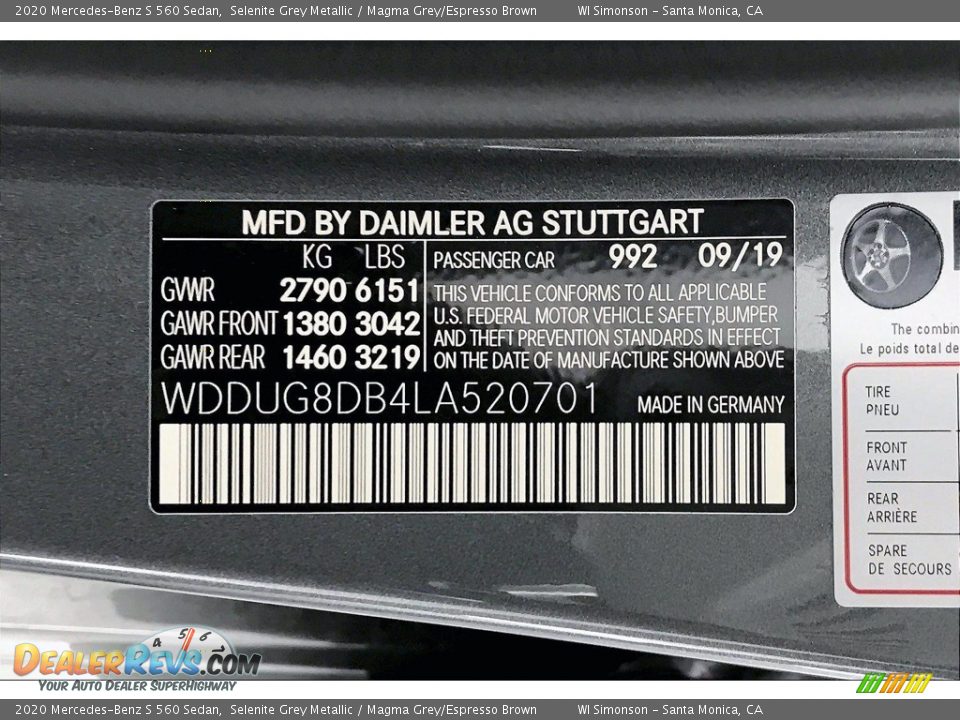 2020 Mercedes-Benz S 560 Sedan,  Selenite Grey Metallic / Magma Grey/Espresso Brown WI Simonson - Santa Monica, CA
MFD BY DAIMLER AG STUTTGART
KG LBS
GVWR 2790 6151
GAWR FRONT 1380 3042
GAWR REAR 1460 3219
PASSENGER CAR 992 09/19
THIS VEHICLE CONFORMS TO ALL APPLICABLE
U.S. FEDERAL MOTOR VEHICLE SAFETY,BUMPER
AND THEFT PREVENTION STANDARDS IN EFFECT
ON THE DATE OF MANUFACTURE SHOWN ABOVE
WDDUG8DB4LA520701 MADE IN GERMANY
The combin
Le poids total de
TIRE
PNEU
FRONT
AVANT
REAR
ARRIÈRE
SPARE
DE SECOURS
4 5 6
DEALERREVS.COM
YOUR AUTO DEALER SUPERHIGHWAY
2020 Mercedes-Benz S 560 Sedan,  Selenite Grey Metallic / Magma Grey/Espresso Brown WI Simonson - Santa Monica, CA